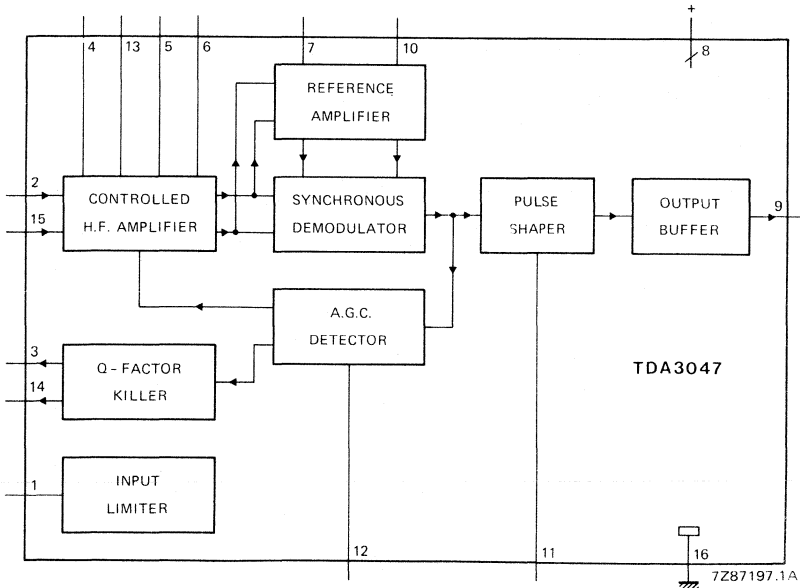 +
4 13 5 6 7 10 8
REFERENCE
AMPLIFIER
2
15
CONTROLLED
H.F. AMPLIFIER
SYNCHRONOUS
DEMODULATOR
PULSE
SHAPER
OUTPUT
BUFFER
9
A.G.C.
DETECTOR
3
14
Q-FACTOR
KILLER
TDA3047
1
INPUT
LIMITER
12 11 16
7Z87197.1A